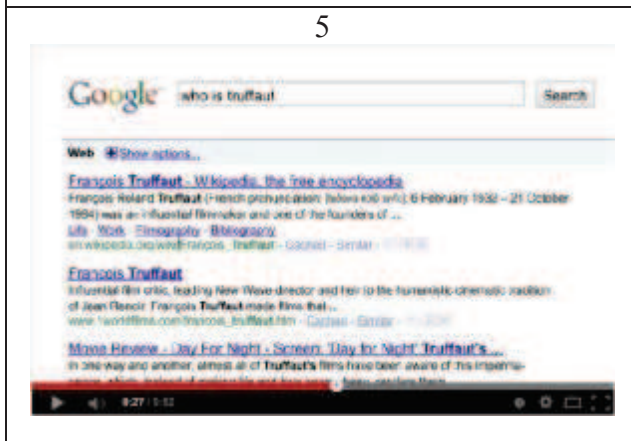 5
Google who is truffaut Search
Web Show options...
François Truffaut - Wikipedia, the free encyclopedia
François Roland Truffaut (French pronunciation: 6 February 1932 – 21 October
1984) was an influential filmmaker and one of the founders of ...
Life - Work - Filmography - Bibliography
en.wikipedia.org/wiki/François_Truffaut - Cached - Similar -
François Truffaut
Influential film critic, leading New Wave director and heir to the humanistic cinematic tradition
of Jean Renoir, François Truffaut made films that...
www.1worldfilms.com/francois_truffaut.htm - Cached - Similar -
Movie Review - Day For Night - Screen: 'Day for Night' Truffaut's ...
In one way and another, almost all of Truffaut's films have been aware of this
0:27 / 0:52